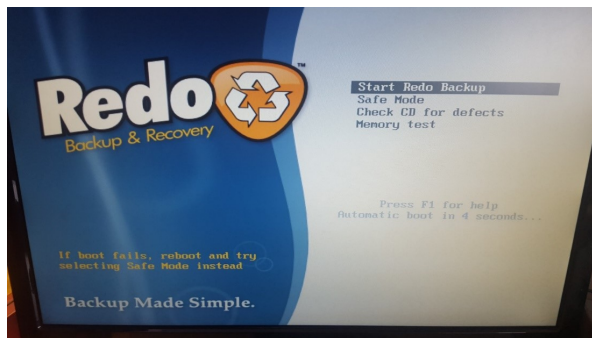 Redo™
Backup & Recovery
Start Redo Backup
Safe Mode
Check CD for defects
Memory test
Press F1 for help
Automatic boot in 4 seconds...
If boot fails, reboot and try
selecting Safe Mode instead
Backup Made Simple.